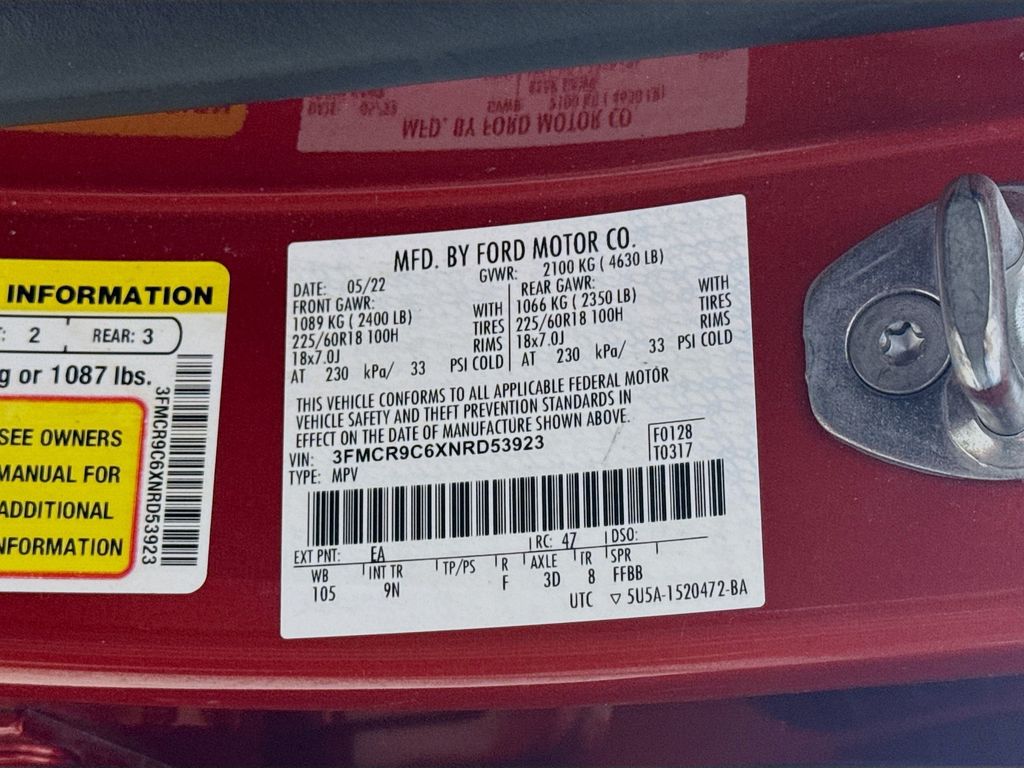 MFD. BY FORD MOTOR CO
INFORMATION
2 REAR: 3
g or 1087 lbs.
SEE OWNERS
MANUAL FOR
ADDITIONAL
INFORMATION
3FMCR9C6XNRD53923
MFD. BY FORD MOTOR CO.
DATE: 05/22 GVWR: 2100 KG ( 4630 LB)
FRONT GAWR: REAR GAWR:
1089 KG ( 2400 LB) WITH 1066 KG ( 2350 LB) WITH
225/60R18 100H TIRES 225/60R18 100H TIRES
18x7.0J RIMS 18x7.0J RIMS
AT 230 kPa/ 33 PSI COLD AT 230 kPa/ 33 PSI COLD
THIS VEHICLE CONFORMS TO ALL APPLICABLE FEDERAL MOTOR
VEHICLE SAFETY AND THEFT PREVENTION STANDARDS IN
EFFECT ON THE DATE OF MANUFACTURE SHOWN ABOVE.
VIN: 3FMCR9C6XNRD53923 F0128
TYPE: MPV T0317
EXT PNT: EA RC: 47 DSO:
WB INT TR TP/PS R AXLE TR SPR
105 9N F 3D 8 FFBB
UTC ▽ 5U5A-1520472-BA